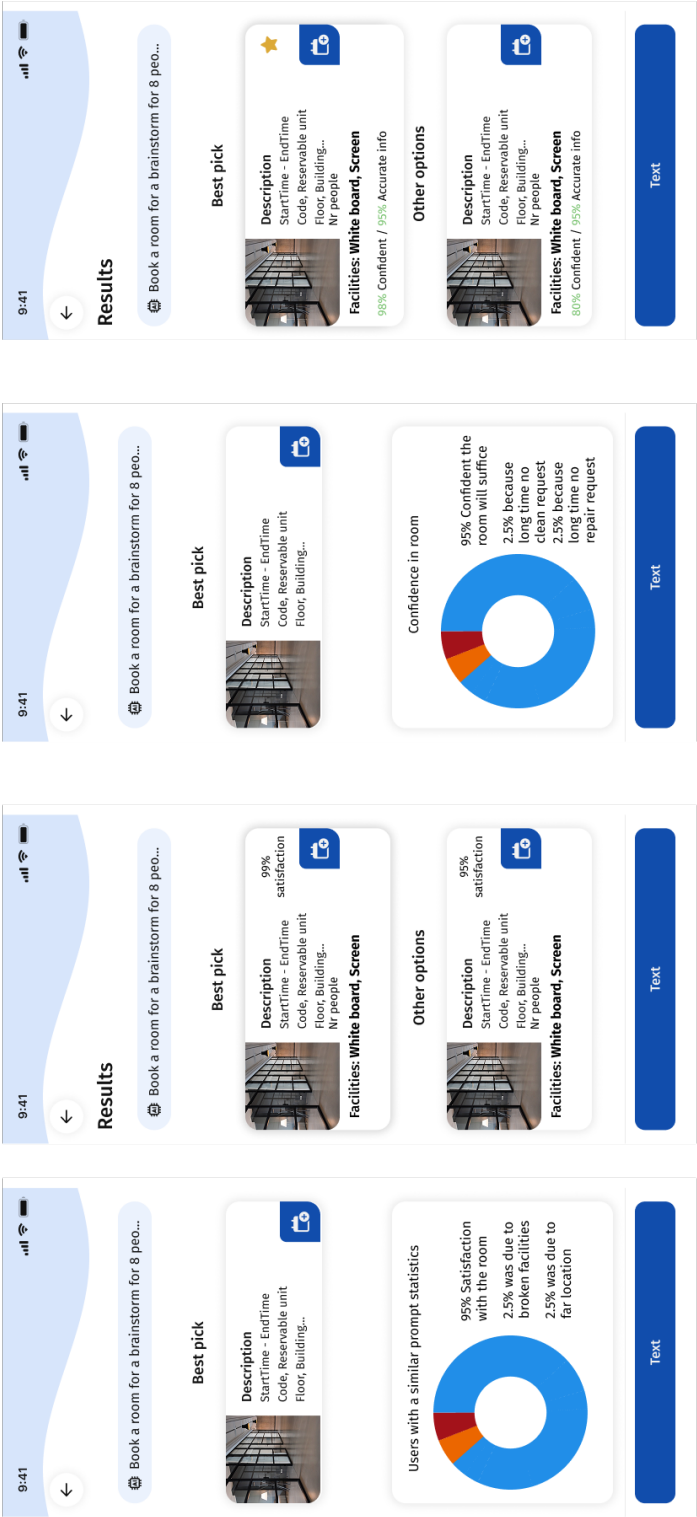 9:41
Book a room for a brainstorm for 8 peo...
Best pick
Description
StartTime - EndTime
Code, Reservable unit
Floor, Building...
Users with a similar prompt statistics
95% Satisfaction
with the room
2.5% was due to
broken facilities
2.5% was due to
far location
Text
9:41
Results
Book a room for a brainstorm for 8 peo...
Best pick
Description
StartTime - EndTime
Code, Reservable unit
Floor, Building...
Nr people
99%
satisfaction
Facilities: White board, Screen
Other options
Description
StartTime - EndTime
Code, Reservable unit
Floor, Building...
Nr people
95%
satisfaction
Facilities: White board, Screen
Text
9:41
Book a room for a brainstorm for 8 peo...
Best pick
Description
StartTime - EndTime
Code, Reservable unit
Floor, Building...
Confidence in room
95% Confident the
room will suffice
2.5% because
long time no
clean request
2.5% because
long time no
repair request
Text
9:41
Results
Book a room for a brainstorm for 8 peo...
Best pick
Description
StartTime - EndTime
Code, Reservable unit
Floor, Building...
Nr people
Facilities: White board, Screen
98% Confident / 95% Accurate info
Other options
Description
StartTime - EndTime
Code, Reservable unit
Floor, Building...
Nr people
Facilities: White board, Screen
80% Confident / 95% Accurate info
Text